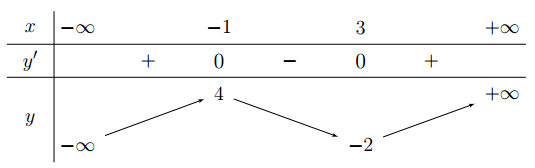 x −∞ −1 3 +∞
y′ + 0 − 0 +
4 +∞
y
−∞ −2